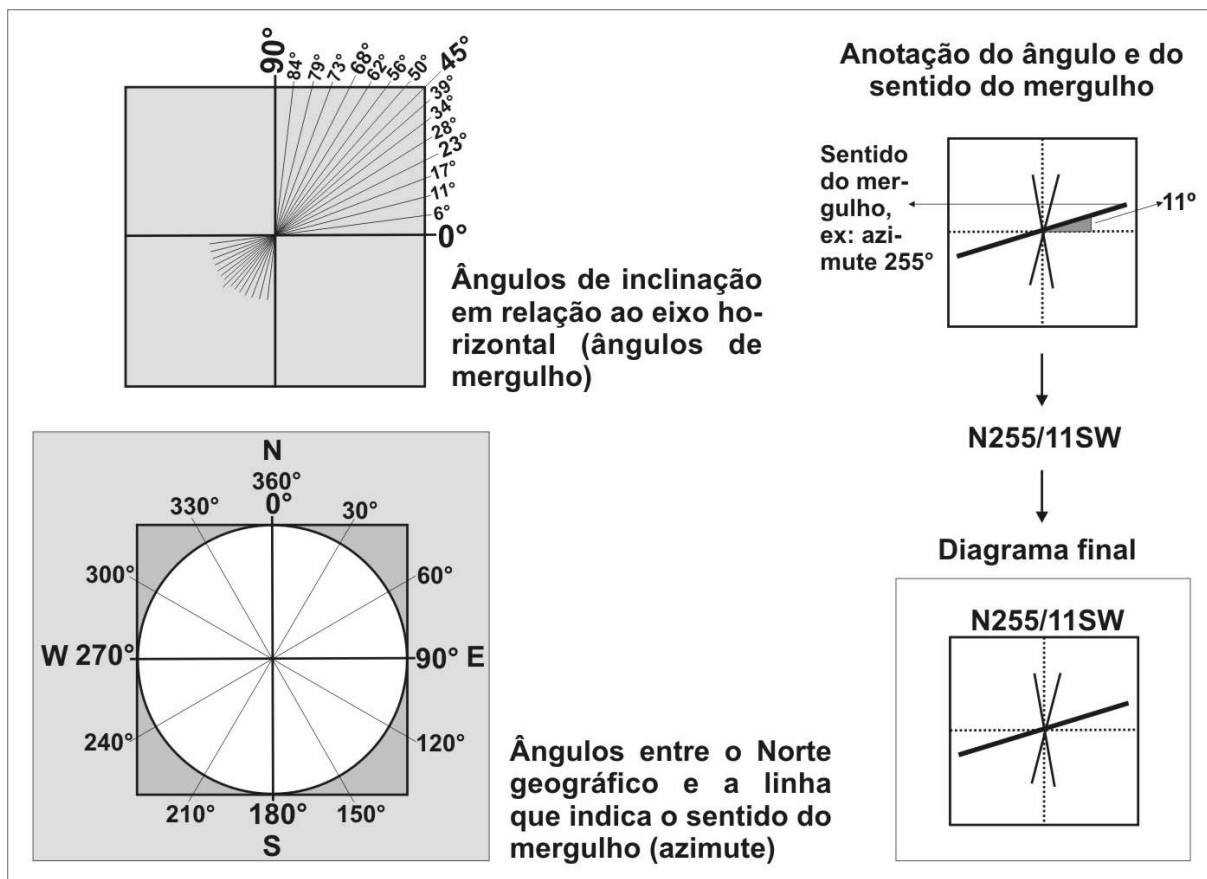 90°
84°
79°
73°
68°
62°
56°
50°
45°
39°
34°
28°
23°
17°
11°
6°
0°
Ângulos de inclinação
em relação ao eixo ho-
rizontal (ângulos de
mergulho)
N
360°
0°
330°
30°
300°
60°
W 270°
90° E
240°
120°
210°
180°
150°
S
Ângulos entre o Norte
geográfico e a linha
que indica o sentido do
mergulho (azimute)
Anotação do ângulo e do
sentido do mergulho
Sentido
do mer-
gulho,
ex: azi-
mute 255°
11º
N255/11SW
Diagrama final
N255/11SW